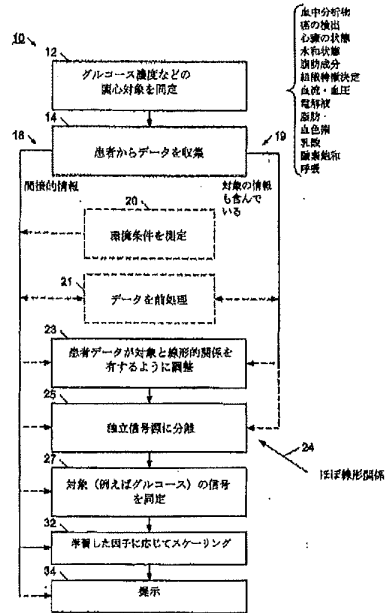 10
12
グルコース濃度などの
関心対象を同定
血中分析物
癌の検出
心臓の状態
水和状態
脂肪成分
組織特徴決定
血流・血圧
電解液
脂肪・
血色素
乳酸
酸素飽和
呼吸
14
患者からデータを収集
18
間接的情報
19
対象の情報
も含んで
いる
20
環境条件を測定
21
データを前処理
23
患者データが対象と線形的関係を
有するように調整
25
独立信号源に分離
24
ほぼ線形関係
27
対象(例えばグルコース)の信号
を同定
32
学習した因子に応じてスケーリング
34
提示